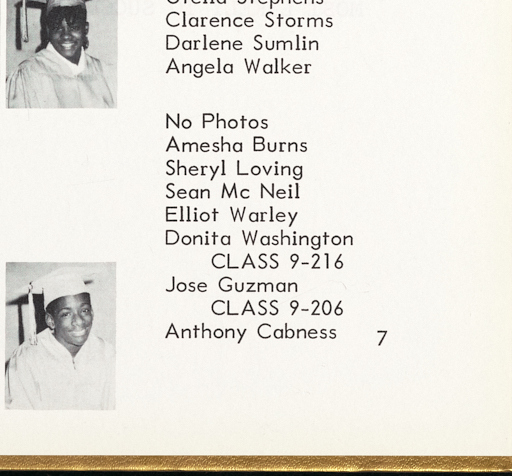 Stephens
Clarence Storms
Darlene Sumlin
Angela Walker
No Photos
Amesha Burns
Sheryl Loving
Sean Mc Neil
Elliot Warley
Donita Washington
CLASS 9-216
Jose Guzman
CLASS 9-206
Anthony Cabness
7